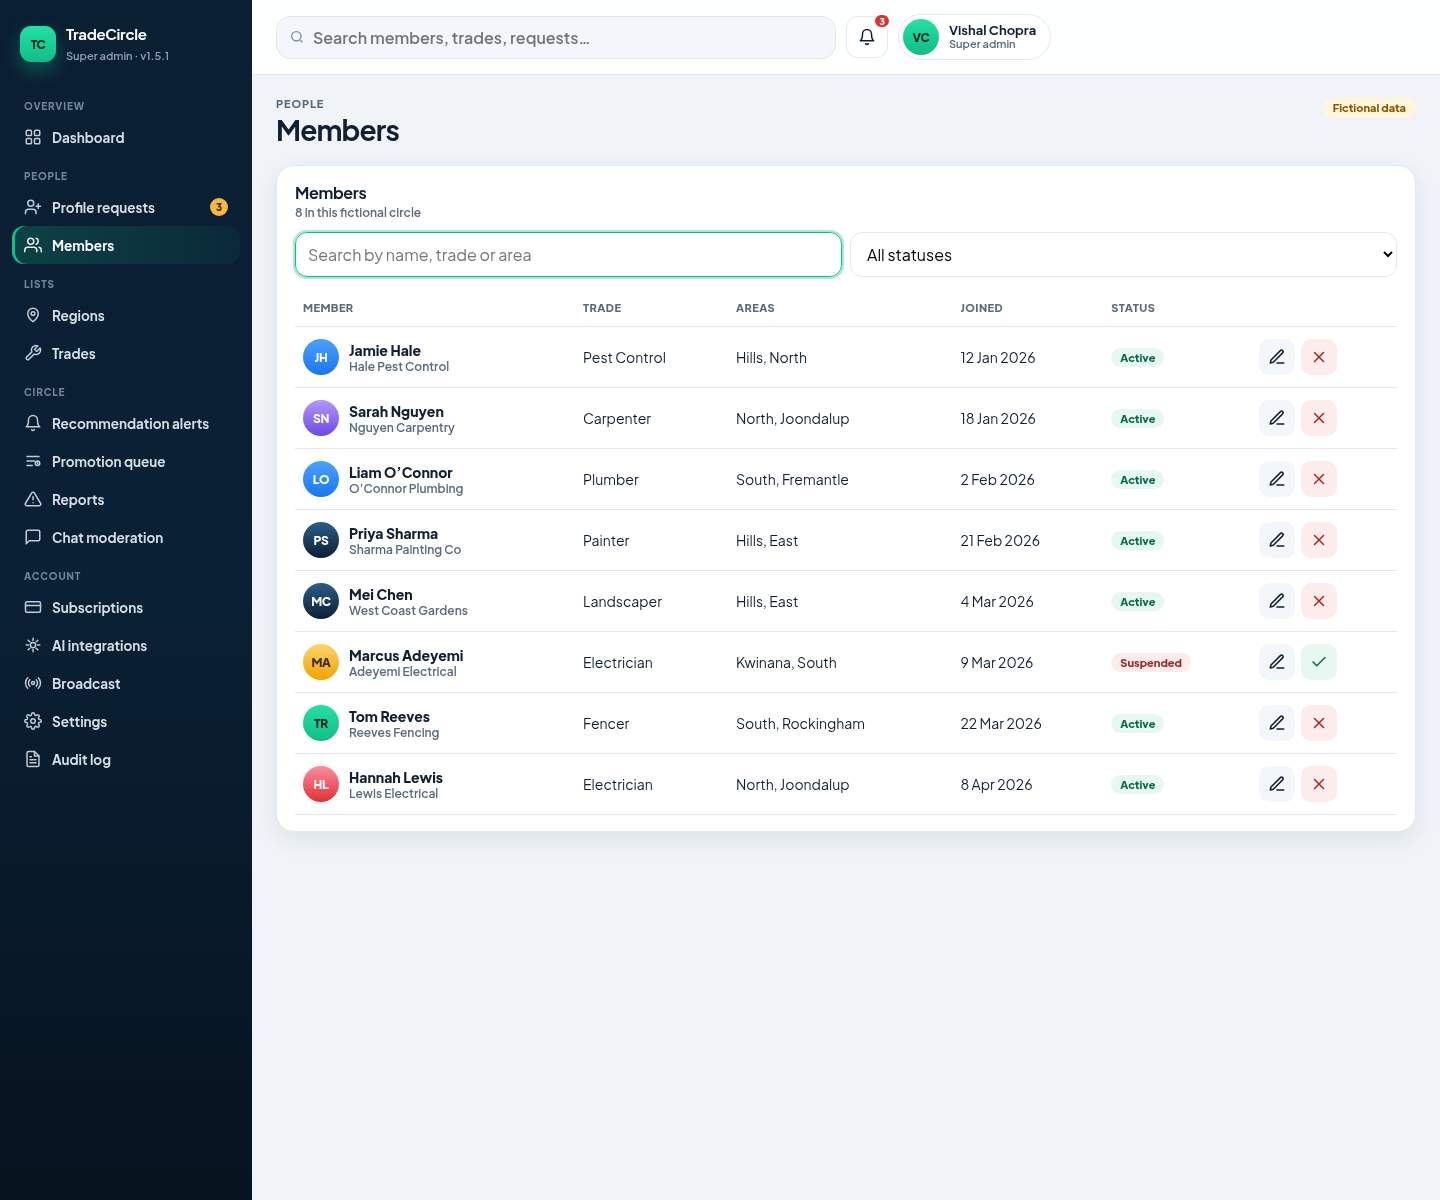 TC
TradeCircle
Super admin · v1.5.1
OVERVIEW
Dashboard
PEOPLE
Profile requests
3
Members
LISTS
Regions
Trades
CIRCLE
Recommendation alerts
Promotion queue
Reports
Chat moderation
ACCOUNT
Subscriptions
AI integrations
Broadcast
Settings
Audit log
Search members, trades, requests…
3
VC
Vishal Chopra
Super admin
PEOPLE
Members
Fictional data
Members
8 in this fictional circle
Search by name, trade or area
All statuses
MEMBER TRADE AREAS JOINED STATUS
JH Jamie Hale Pest Control Hills, North 12 Jan 2026 Active
Hale Pest Control
SN Sarah Nguyen Carpenter North, Joondalup 18 Jan 2026 Active
Nguyen Carpentry
LO Liam O’Connor Plumber South, Fremantle 2 Feb 2026 Active
O’Connor Plumbing
PS Priya Sharma Painter Hills, East 21 Feb 2026 Active
Sharma Painting Co
MC Mei Chen Landscaper Hills, East 4 Mar 2026 Active
West Coast Gardens
MA Marcus Adeyemi Electrician Kwinana, South 9 Mar 2026 Suspended
Adeyemi Electrical
TR Tom Reeves Fencer South, Rockingham 22 Mar 2026 Active
Reeves Fencing
HL Hannah Lewis Electrician North, Joondalup 8 Apr 2026 Active
Lewis Electrical